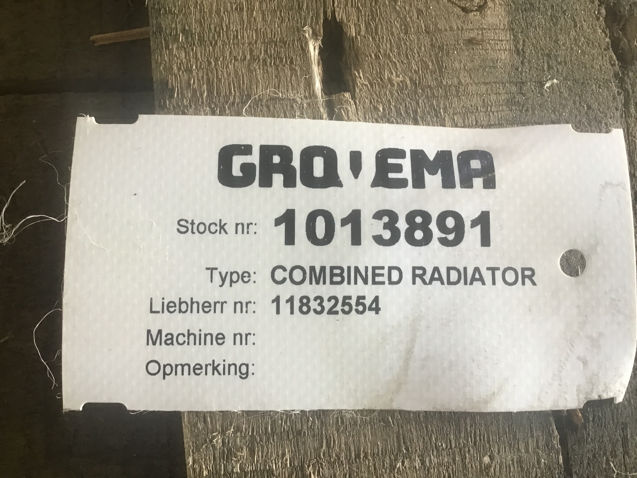 GROVEMA
Stock nr: 1013891
Type: COMBINED RADIATOR
Liebherr nr: 11832554
Machine nr:
Opmerking: